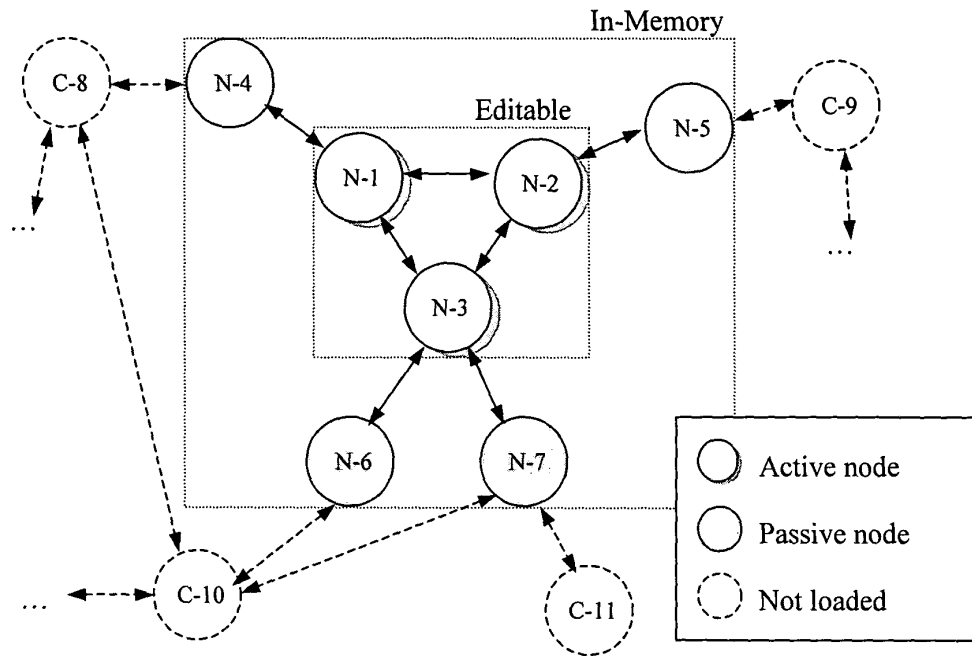 In-Memory
C-8
N-4
C-9
Editable
N-5
N-1
N-2
...
...
N-3
N-6
N-7
Active node
Passive node
...
C-10
C-11
Not loaded